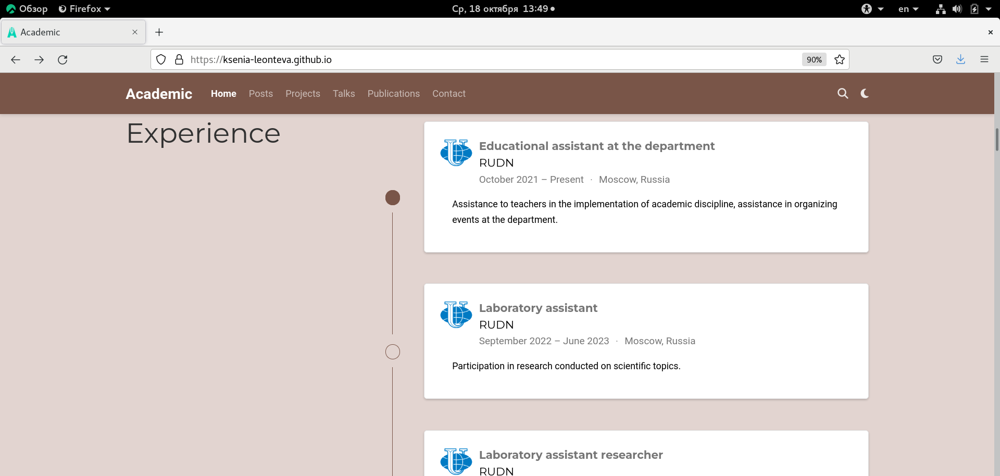 Обзор Firefox Ср, 18 октября 13:49 en
Academic
https://ksenia-leonteva.github.io 90%
Academic Home Posts Projects Talks Publications Contact
Experience
Educational assistant at the department
RUDN
October 2021 – Present · Moscow, Russia
Assistance to teachers in the implementation of academic discipline, assistance in organizing
events at the department.
Laboratory assistant
RUDN
September 2022 – June 2023 · Moscow, Russia
Participation in research conducted on scientific topics.
Laboratory assistant researcher
RUDN